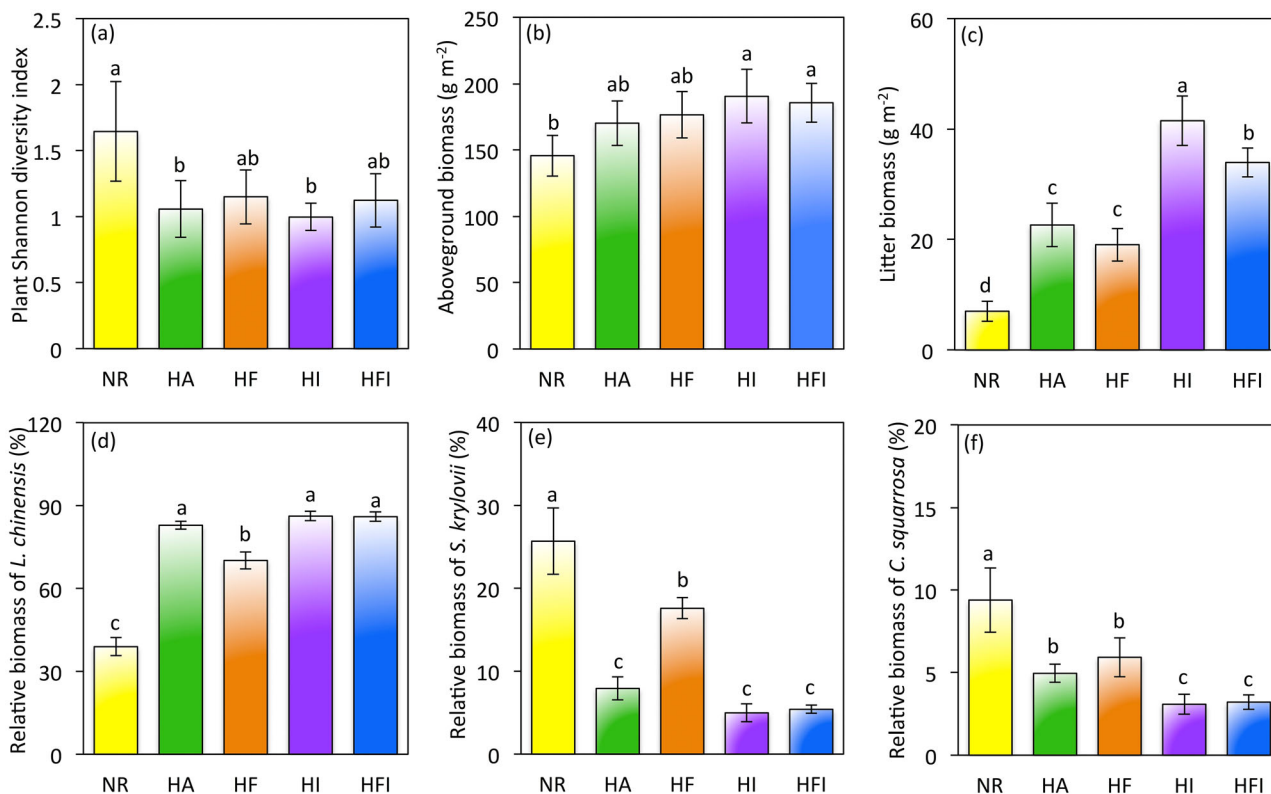 (a)
Plant Shannon diversity index
2.5
2
1.5
1
0.5
0
a
b
ab
b
ab
NR HA HF HI HFI
(b)
Aboveground biomass (g m⁻²)
250
200
150
100
50
0
b
ab
ab
a
a
NR HA HF HI HFI
(c)
Litter biomass (g m⁻²)
60
40
20
0
d
c
c
a
b
NR HA HF HI HFI
(d)
Relative biomass of L. chinensis (%)
120
90
60
30
0
c
a
b
a
a
NR HA HF HI HFI
(e)
Relative biomass of S. krylovii (%)
40
30
20
10
0
a
c
b
c
c
NR HA HF HI HFI
(f)
Relative biomass of C. squarrosa (%)
20
15
10
5
0
a
b
b
c
c
NR HA HF HI HFI